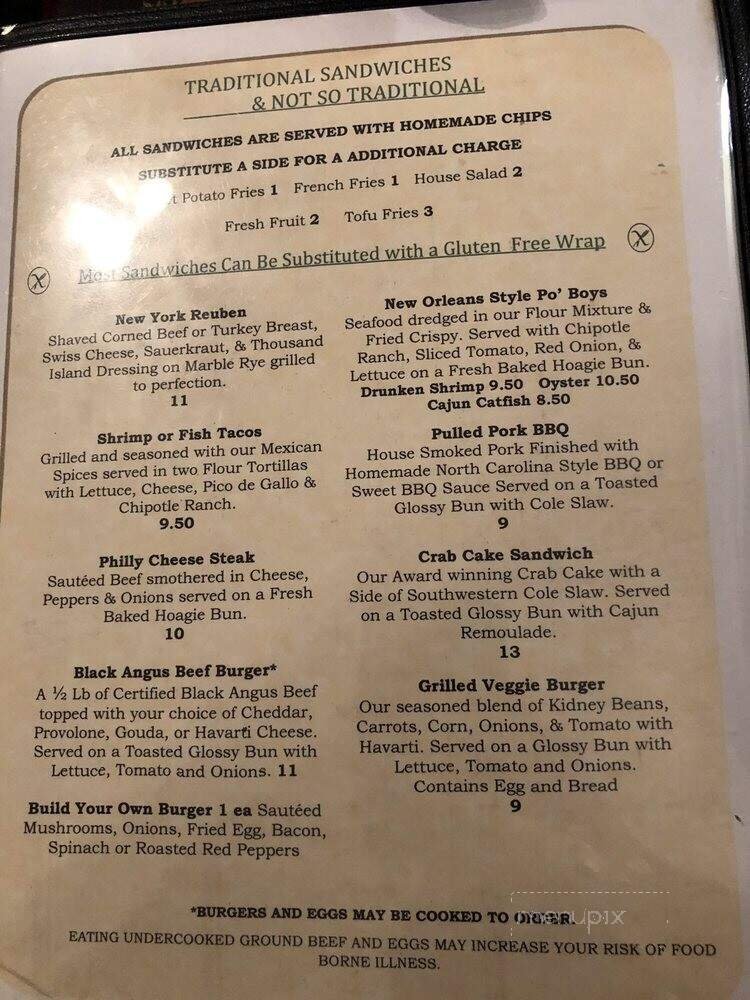 TRADITIONAL SANDWICHES
& NOT SO TRADITIONAL
ALL SANDWICHES ARE SERVED WITH HOMEMADE CHIPS
SUBSTITUTE A SIDE FOR A ADDITIONAL CHARGE
Potato Fries 1 French Fries 1 House Salad 2
Fresh Fruit 2 Tofu Fries 3
Most Sandwiches Can Be Substituted with a Gluten Free Wrap
New York Reuben
Shaved Corned Beef or Turkey Breast,
Swiss Cheese, Sauerkraut, & Thousand
Island Dressing on Marble Rye grilled
to perfection.
11
Shrimp or Fish Tacos
Grilled and seasoned with our Mexican
Spices served in two Flour Tortillas
with Lettuce, Cheese, Pico de Gallo &
Chipotle Ranch.
9.50
Philly Cheese Steak
Sautéed Beef smothered in Cheese,
Peppers & Onions served on a Fresh
Baked Hoagie Bun.
10
Black Angus Beef Burger*
A ½ Lb of Certified Black Angus Beef
topped with your choice of Cheddar,
Provolone, Gouda, or Havarti Cheese.
Served on a Toasted Glossy Bun with
Lettuce, Tomato and Onions. 11
Build Your Own Burger 1 ea Sautéed
Mushrooms, Onions, Fried Egg, Bacon,
Spinach or Roasted Red Peppers
New Orleans Style Po' Boys
Seafood dredged in our Flour Mixture &
Fried Crispy. Served with Chipotle
Ranch, Sliced Tomato, Red Onion, &
Lettuce on a Fresh Baked Hoagie Bun.
Drunken Shrimp 9.50 Oyster 10.50
Cajun Catfish 8.50
Pulled Pork BBQ
House Smoked Pork Finished with
Homemade North Carolina Style BBQ or
Sweet BBQ Sauce Served on a Toasted
Glossy Bun with Cole Slaw.
9
Crab Cake Sandwich
Our Award winning Crab Cake with a
Side of Southwestern Cole Slaw. Served
on a Toasted Glossy Bun with Cajun
Remoulade.
13
Grilled Veggie Burger
Our seasoned blend of Kidney Beans,
Carrots, Corn, Onions, & Tomato with
Havarti. Served on a Glossy Bun with
Lettuce, Tomato and Onions.
Contains Egg and Bread
9
*BURGERS AND EGGS MAY BE COOKED TO ORDER.
menupix
EATING UNDERCOOKED GROUND BEEF AND EGGS MAY INCREASE YOUR RISK OF FOOD
BORNE ILLNESS.